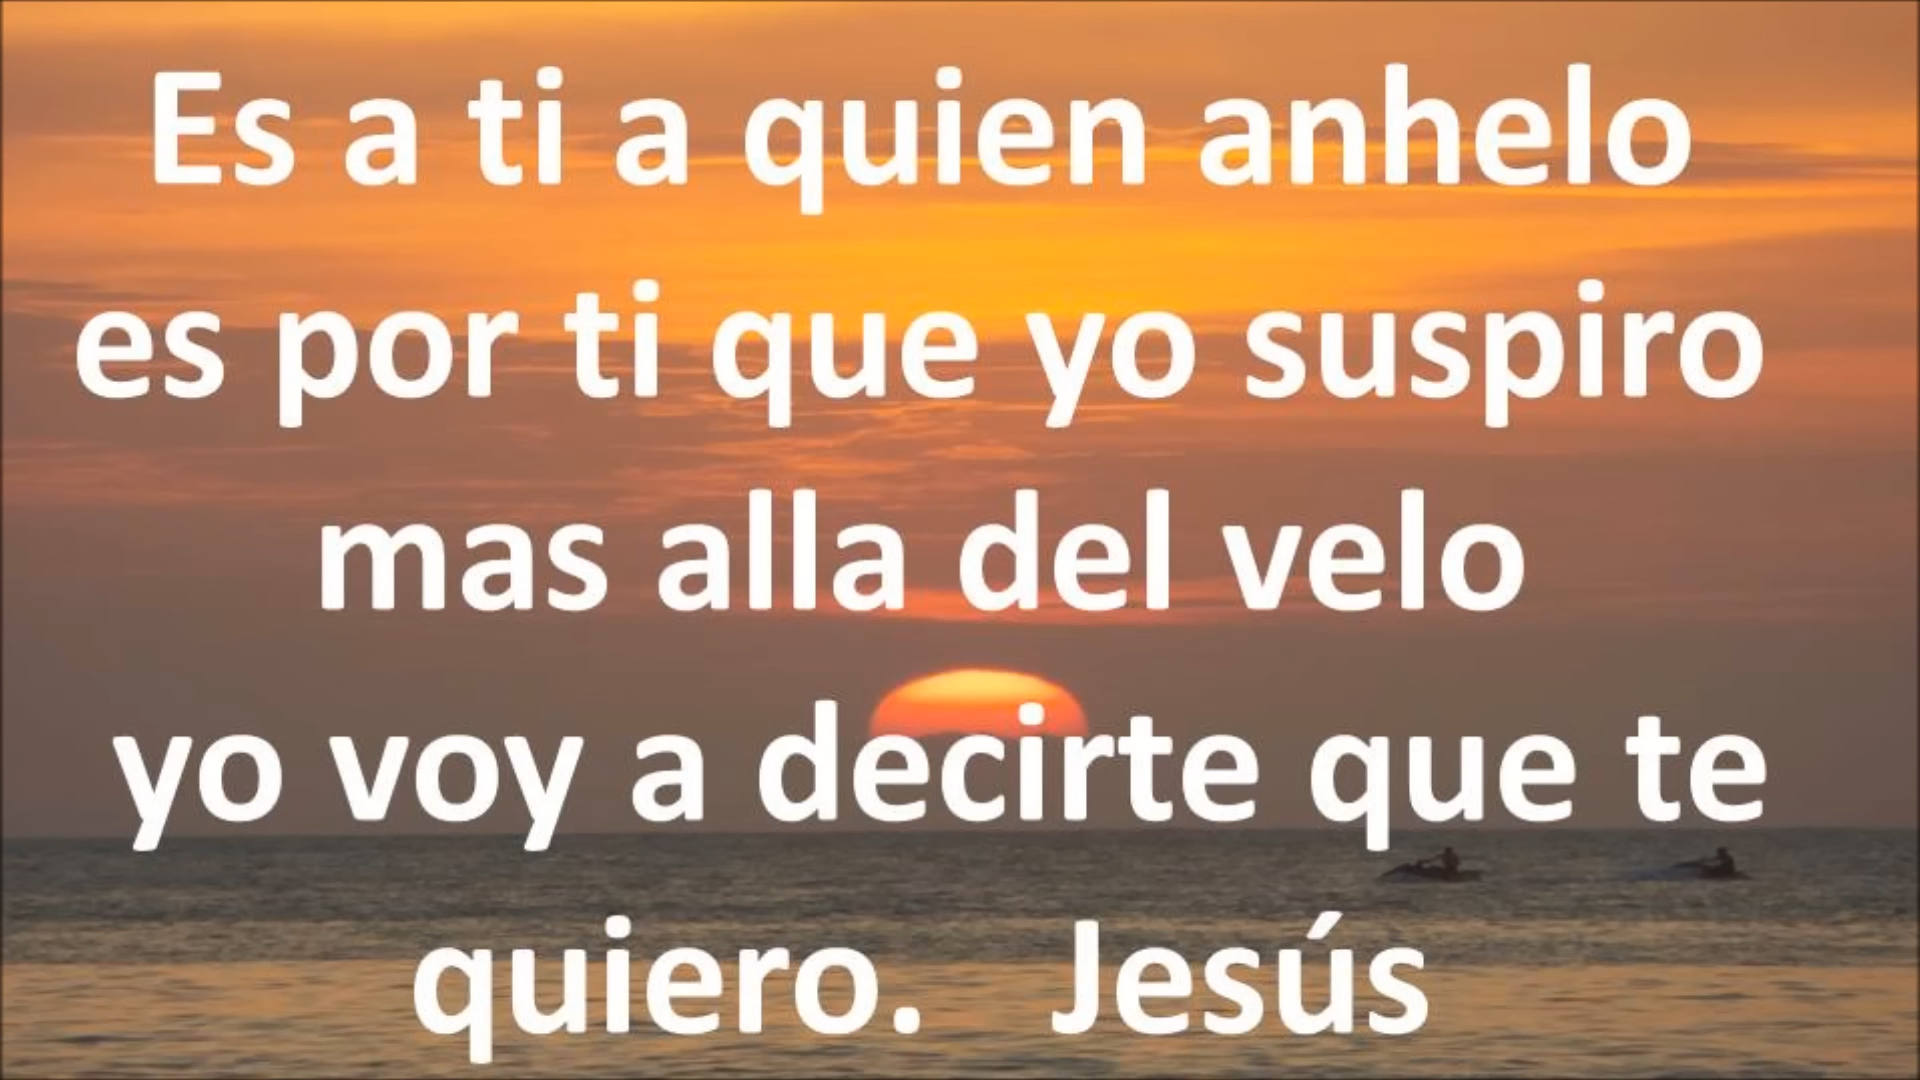 Es a ti a quien anhelo
es por ti que yo suspiro
mas alla del velo
yo voy a decirte que te
quiero.   Jesús